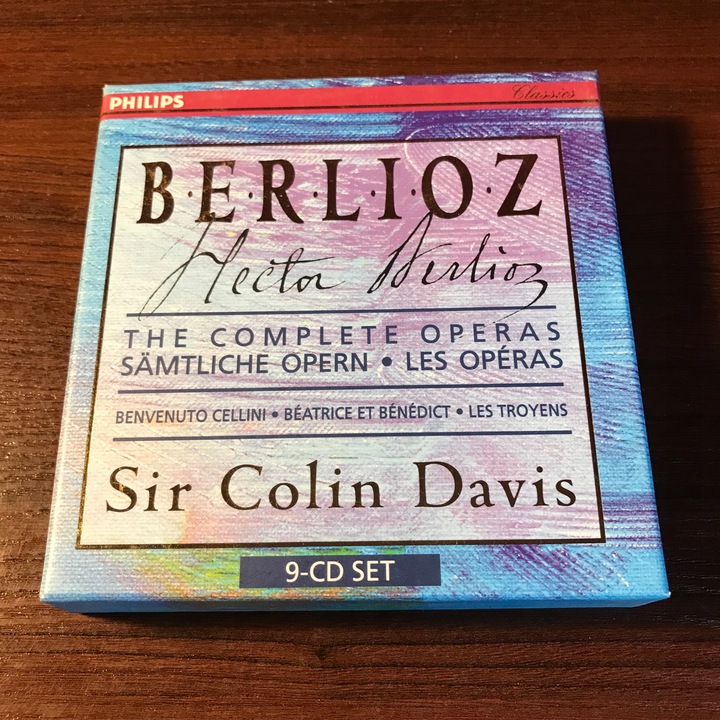 PHILIPS Classics
B·E·R·L·I·O·Z
Hector Berlioz
THE COMPLETE OPERAS
SÄMTLICHE OPERN • LES OPÉRAS
BENVENUTO CELLINI • BÉATRICE ET BÉNÉDICT • LES TROYENS
Sir Colin Davis
9-CD SET